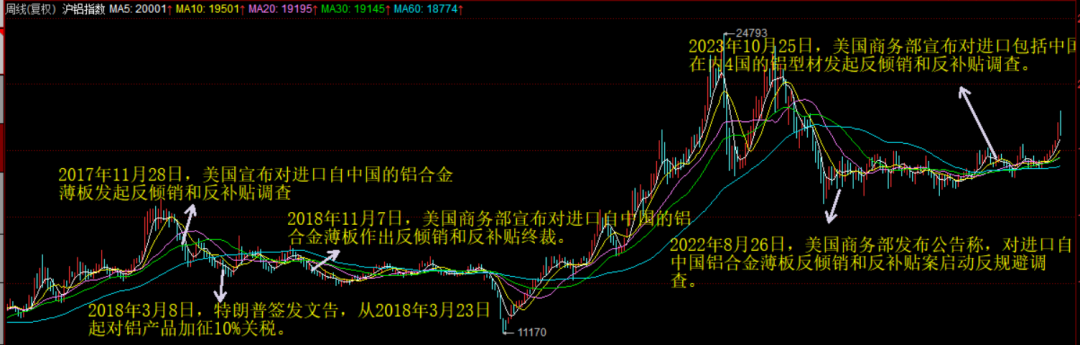 周线(复权) 沪铝指数 MA5: 20001↑ MA10: 19501↑ MA20: 19195↑ MA30: 19145↑ MA60: 18774↑
24793
2023年10月25日，美国商务部宣布对进口包括中国
在内4国的铝型材发起反倾销和反补贴调查。
2017年11月28日，美国宣布对进口自中国的铝合金
薄板发起反倾销和反补贴调查
2018年11月7日，美国商务部宣布对进口自中国的铝
合金薄板作出反倾销和反补贴终裁。
2022年8月26日，美国商务部发布公告称，对进口自
中国铝合金薄板反倾销和反补贴案启动反规避调
查。
2018年3月8日，特朗普签发文告，从2018年3月23日
起对铝产品加征10%关税。
11170